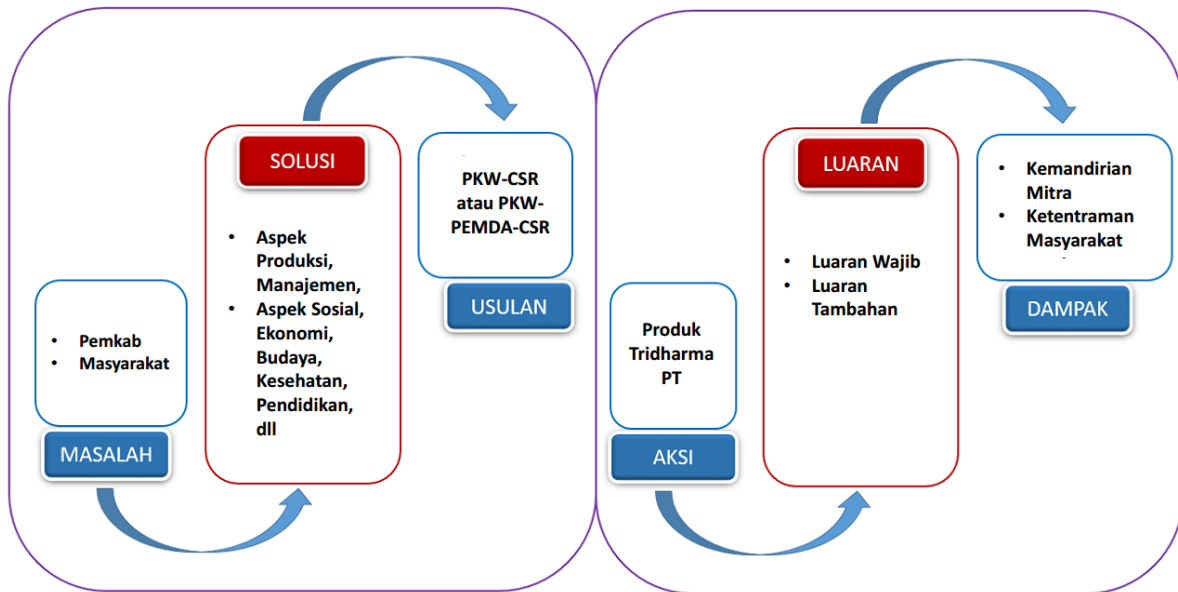 • Pemkab
• Masyarakat
MASALAH
SOLUSI
• Aspek
Produksi,
Manajemen,
• Aspek Sosial,
Ekonomi,
Budaya,
Kesehatan,
Pendidikan,
dll
PKW-CSR
atau PKW-
PEMDA-CSR
USULAN
Produk
Tridharma
PT
AKSI
LUARAN
• Luaran Wajib
• Luaran
Tambahan
• Kemandirian
Mitra
• Ketentraman
Masyarakat
DAMPAK